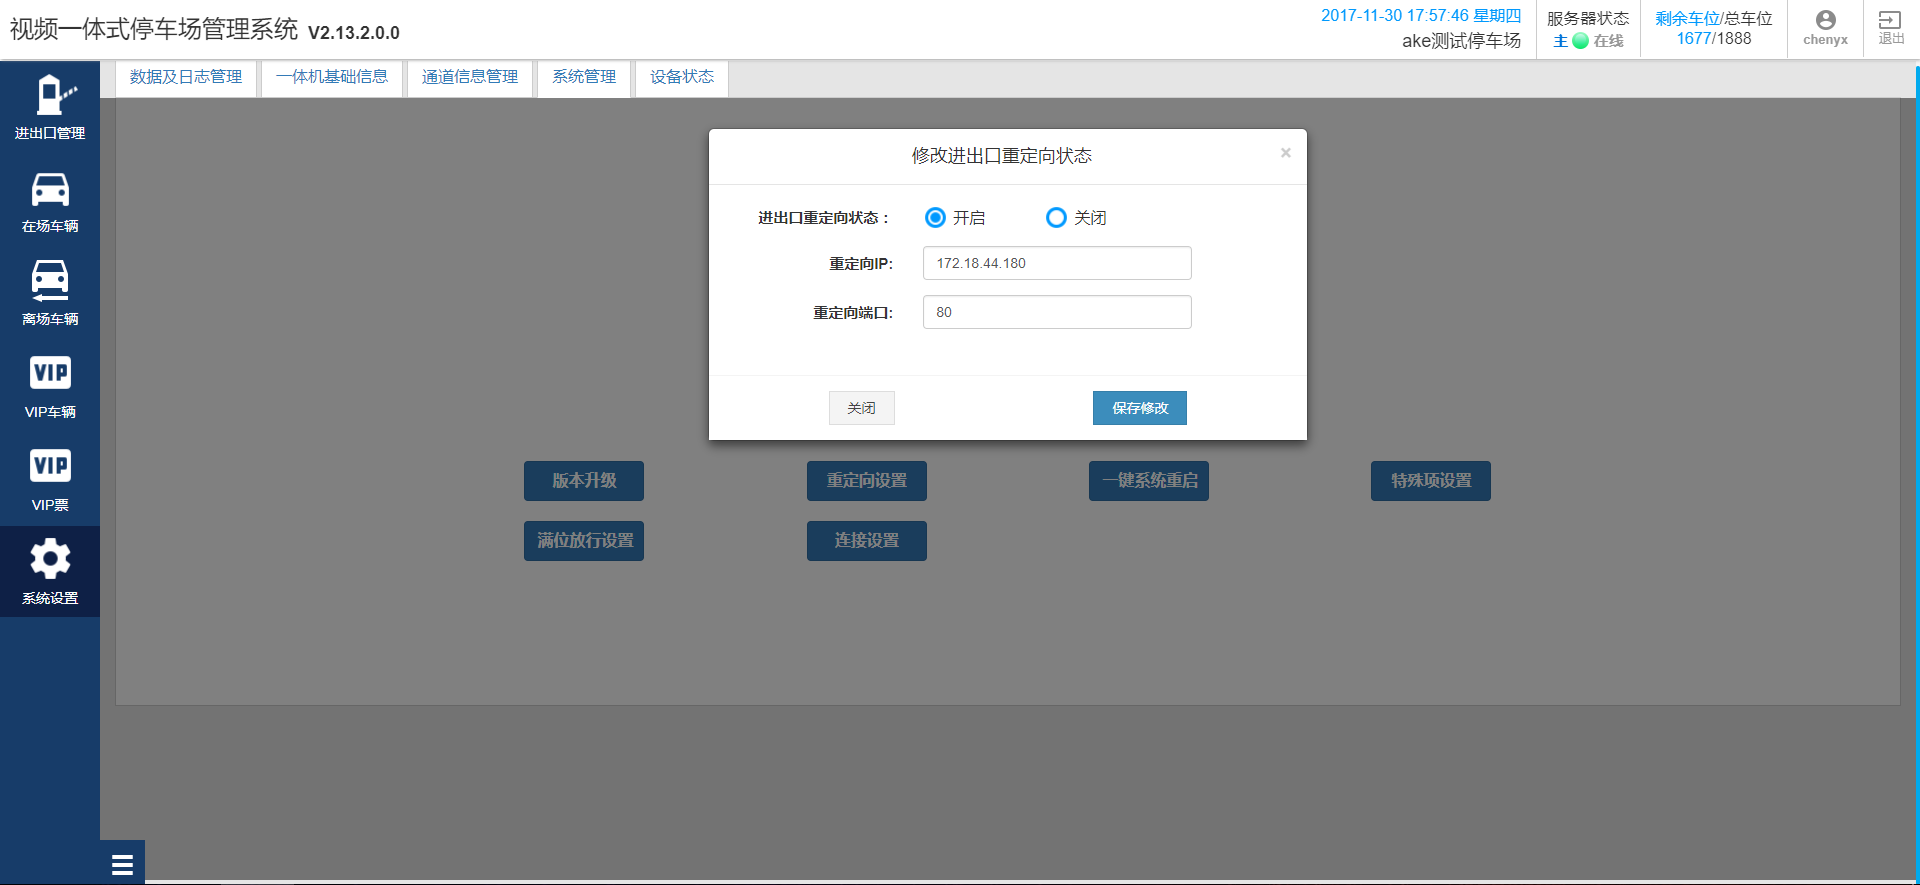 视频一体式停车场管理系统 V2.13.2.0.0
2017-11-30 17:57:46 星期四
ake测试停车场
服务器状态
主 在线
剩余车位/总车位
1677/1888
chenyx
退出
数据及日志管理
一体机基础信息
通道信息管理
系统管理
设备状态
进出口管理
在场车辆
离场车辆
VIP
VIP车辆
VIP
VIP票
系统设置
修改进出口重定向状态
×
进出口重定向状态： 开启 关闭
重定向IP: 172.18.44.180
重定向端口: 80
关闭 保存修改
版本升级 重定向设置 一键系统重启 特殊项设置
满位放行设置 连接设置